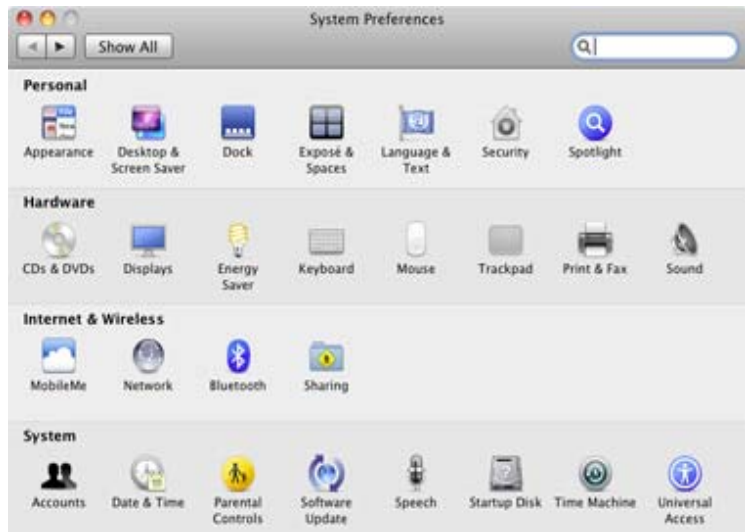 System Preferences
Show All
Personal
Appearance
Desktop &
Screen Saver
Dock
Exposé &
Spaces
Language &
Text
Security
Spotlight
Hardware
CDs & DVDs
Displays
Energy
Saver
Keyboard
Mouse
Trackpad
Print & Fax
Sound
Internet & Wireless
MobileMe
Network
Bluetooth
Sharing
System
Accounts
Date & Time
Parental
Controls
Software
Update
Speech
Startup Disk
Time Machine
Universal
Access